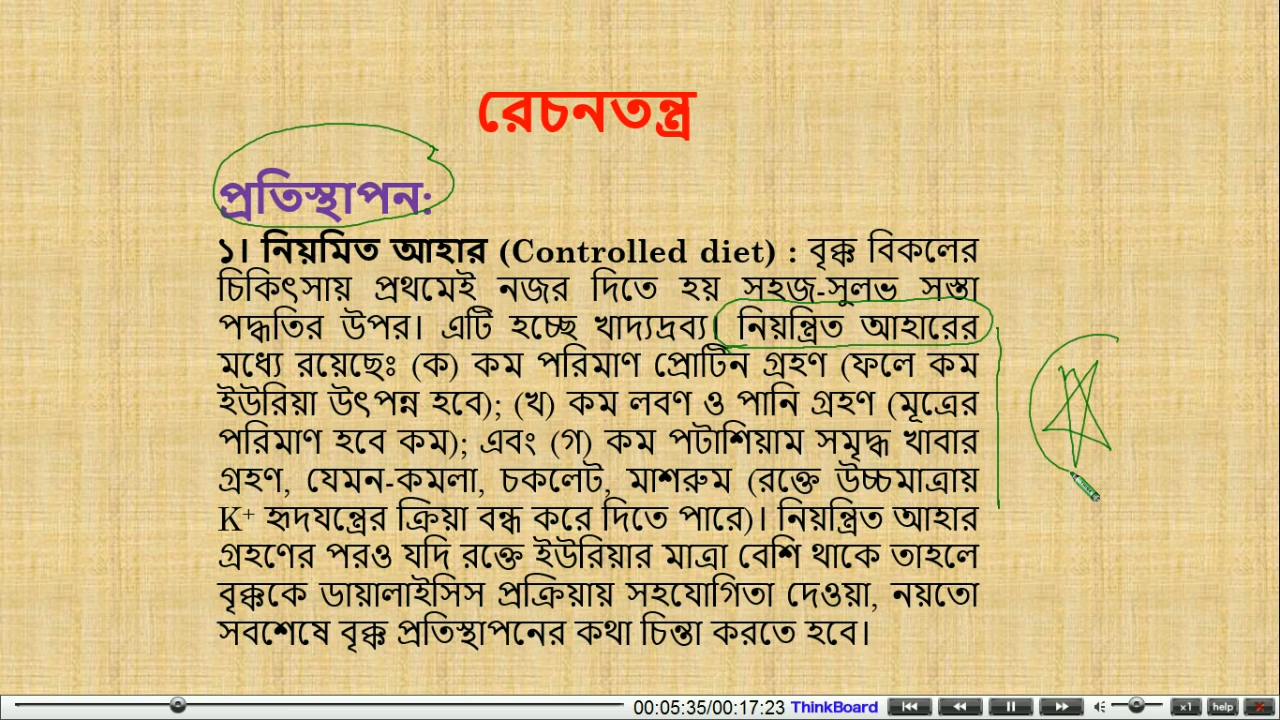 রেচনতন্ত্র
প্রতিস্থাপন:
১। নিয়মিত আহার (Controlled diet) : বৃক্ক বিকলের
চিকিৎসায় প্রথমেই নজর দিতে হয় সহজ-সুলভ সস্তা
পদ্ধতির উপর। এটি হচ্ছে খাদ্যদ্রব্য। নিয়ন্ত্রিত আহারের
মধ্যে রয়েছেঃ (ক) কম পরিমাণ প্রোটিন গ্রহণ (ফলে কম
ইউরিয়া উৎপন্ন হবে); (খ) কম লবণ ও পানি গ্রহণ (মূত্রের
পরিমাণ হবে কম); এবং (গ) কম পটাশিয়াম সমৃদ্ধ খাবার
গ্রহণ, যেমন-কমলা, চকলেট, মাশরুম (রক্তে উচ্চমাত্রায়
K⁺ হৃদযন্ত্রের ক্রিয়া বন্ধ করে দিতে পারে)। নিয়ন্ত্রিত আহার
গ্রহণের পরও যদি রক্তে ইউরিয়ার মাত্রা বেশি থাকে তাহলে
বৃক্ককে ডায়ালাইসিস প্রক্রিয়ায় সহযোগিতা দেওয়া, নয়তো
সবশেষে বৃক্ক প্রতিস্থাপনের কথা চিন্তা করতে হবে।
00:05:35/00:17:23 ThinkBoard x1 help